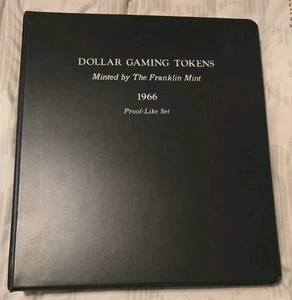 DOLLAR GAMING TOKENS
Minted by The Franklin Mint
1966
Proof-Like Set